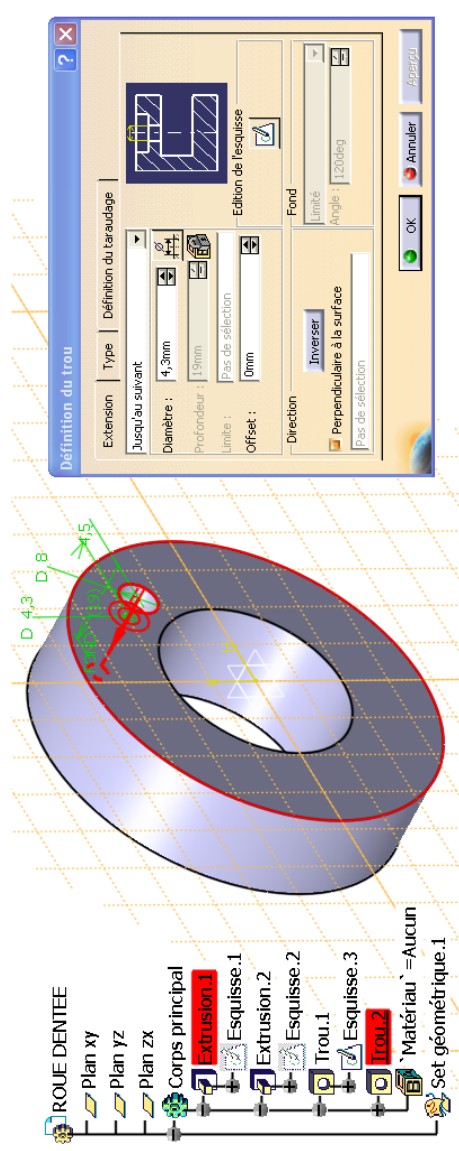 ROUE DENTEE
Plan xy
Plan yz
Plan zx
Corps principal
Extrusion.1
Esquisse.1
Extrusion.2
Esquisse.2
Trou.1
Esquisse.3
Trou.2
`Matériau`=Aucun
Set géométrique.1
D 4,3
D 8
4,5
Définition du trou
?
Extension
Type
Définition du taraudage
Jusqu'au suivant
Diamètre :
4,3mm
Profondeur :
19mm
Limite :
Pas de sélection
Offset :
0mm
Edition de l'esquisse
Direction
Inverser
Perpendiculaire à la surface
Pas de sélection
Fond
Limité
Angle :
120deg
OK
Annuler
Aperçu